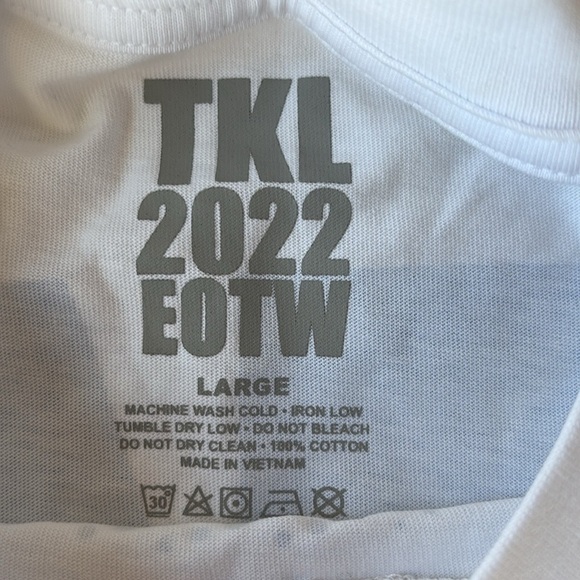 TKL
2022
EOTW
LARGE
MACHINE WASH COLD • IRON LOW
TUMBLE DRY LOW • DO NOT BLEACH
DO NOT DRY CLEAN • 100% COTTON
MADE IN VIETNAM
30°